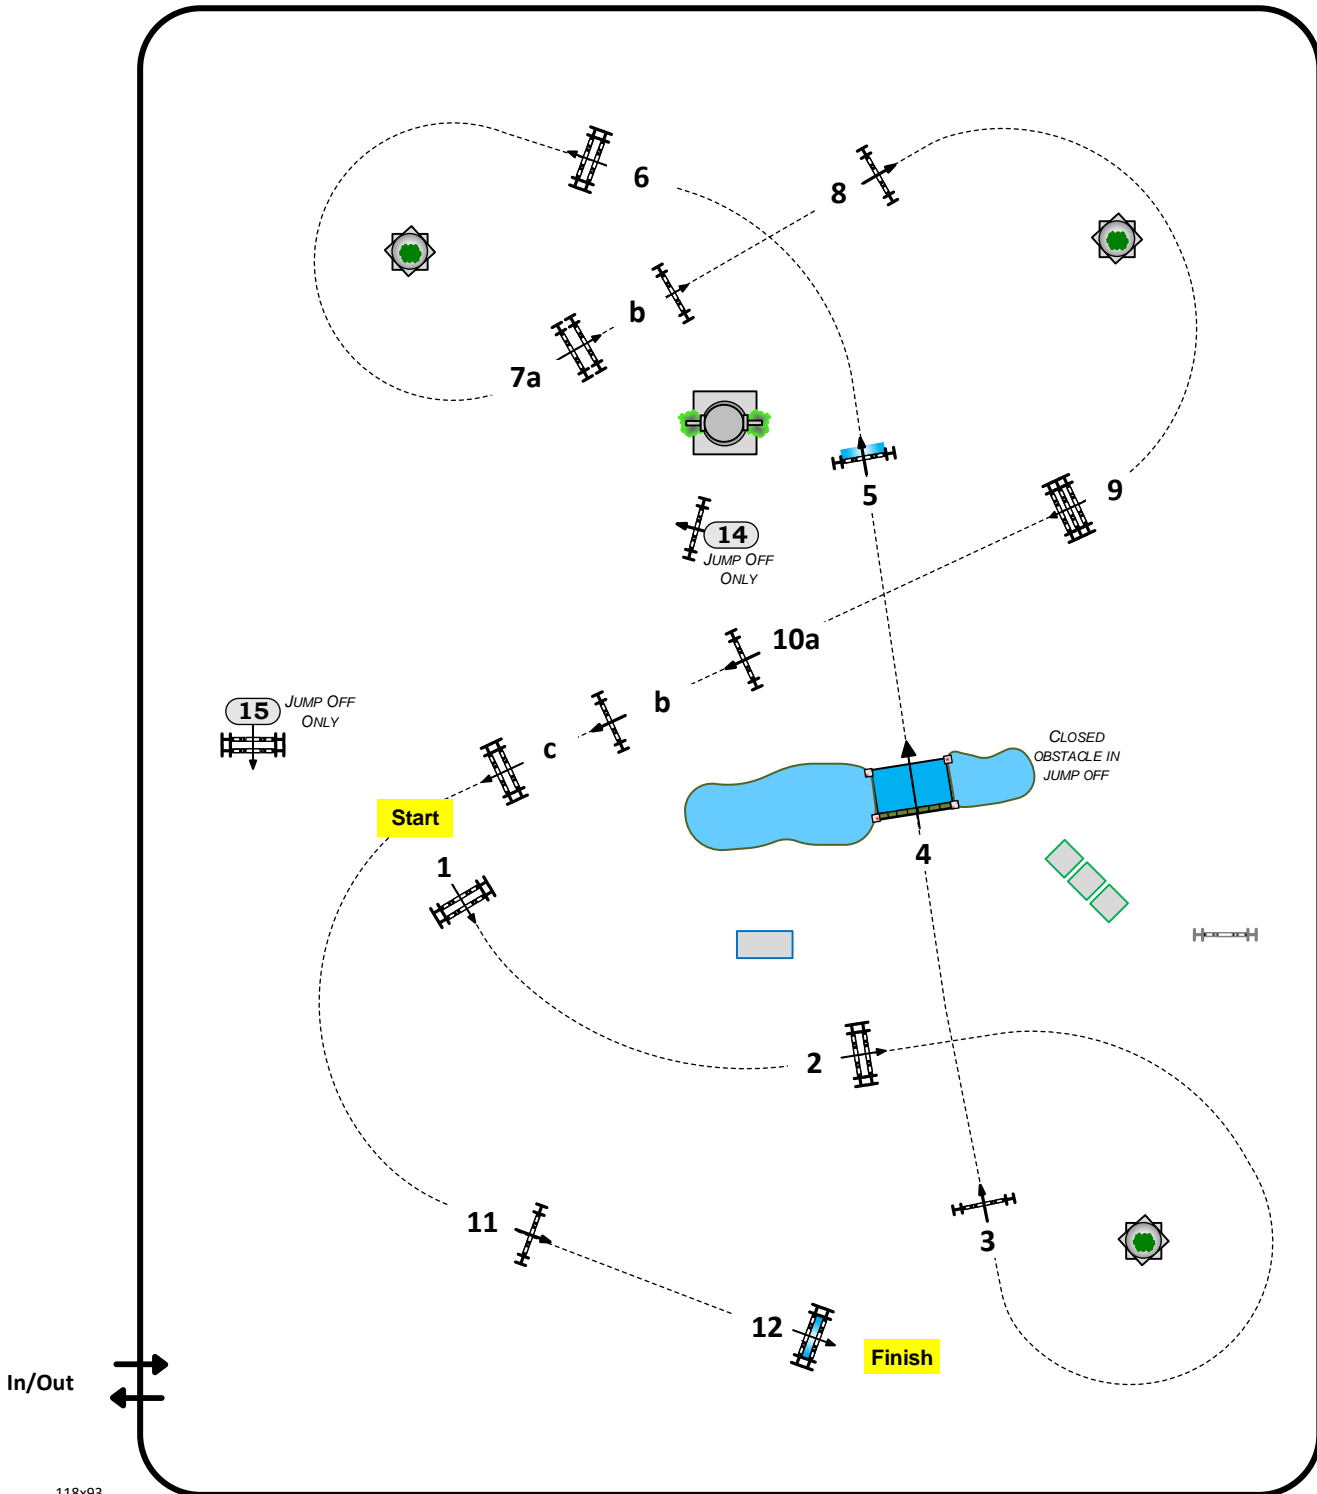 6
8
b
7a
9
5
14
JUMP OFF
ONLY
10a
b
15
JUMP OFF
ONLY
c
CLOSED
OBSTACLE IN
JUMP OFF
Start
1
4
2
11
3
12
Finish
In/Out
118x93